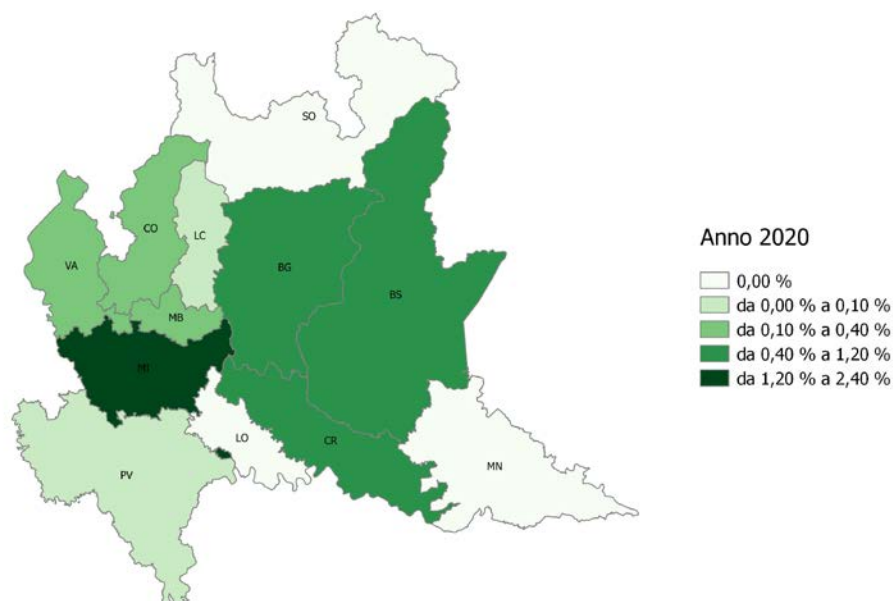 SO
CO
LC
VA
BG
BS
MB
MI
LO
CR
MN
PV
Anno 2020
0,00 %
da 0,00 % a 0,10 %
da 0,10 % a 0,40 %
da 0,40 % a 1,20 %
da 1,20 % a 2,40 %